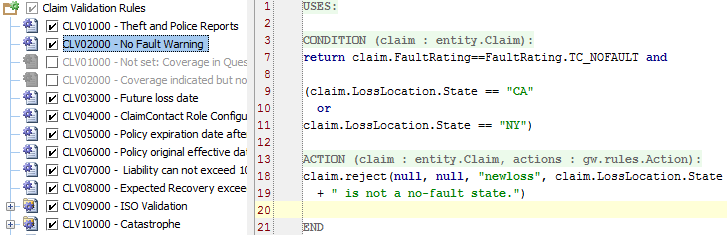 Claim Validation Rules
CLV01000 - Theft and Police Reports
CLV02000 - No Fault Warning
CLV01000 - Not set: Coverage in Ques
CLV02000 - Coverage indicated but no
CLV03000 - Future loss date
CLV04000 - ClaimContact Role Configu
CLV05000 - Policy expiration date after
CLV06000 - Policy original effective dat
CLV07000 - Liability can not exceed 10
CLV08000 - Expected Recovery excee
CLV09000 - ISO Validation
CLV10000 - Catastrophe
1 USES:
2
3 CONDITION (claim : entity.Claim):
7 return claim.FaultRating==FaultRating.TC_NOFAULT and
8
9 (claim.LossLocation.State == "CA"
10 or
11 claim.LossLocation.State == "NY")
12
13 ACTION (claim : entity.Claim, actions : gw.rules.Action):
18 claim.reject(null, null, "newloss", claim.LossLocation.State
19 + " is not a no-fault state.")
20
21 END